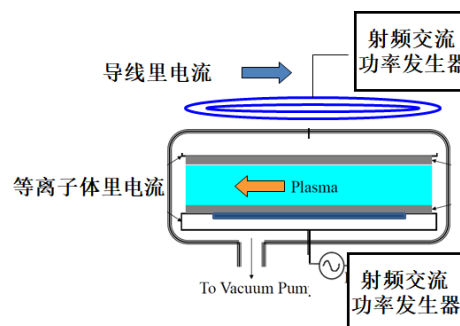 射频交流
功率发生器
导线里电流
等离子体里电流
Plasma
To Vacuum Pum
射频交流
功率发生器